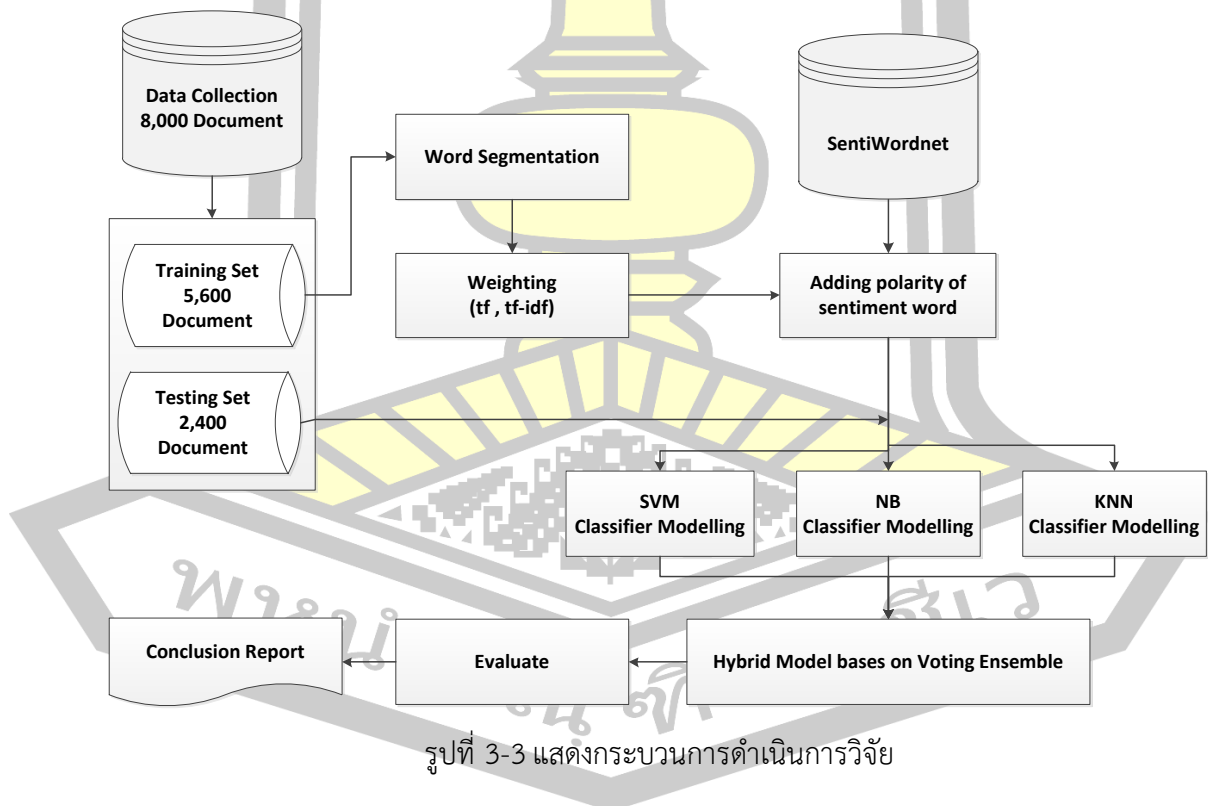 Data Collection
8,000 Document
SentiWordnet
Word Segmentation
Training Set
5,600
Document
Weighting
(tf , tf-idf)
Adding polarity of
sentiment word
Testing Set
2,400
Document
SVM
Classifier Modelling
NB
Classifier Modelling
KNN
Classifier Modelling
Conclusion Report
Evaluate
Hybrid Model bases on Voting Ensemble
รูปที่ 3-3 แสดงกระบวนการดำเนินการวิจัย